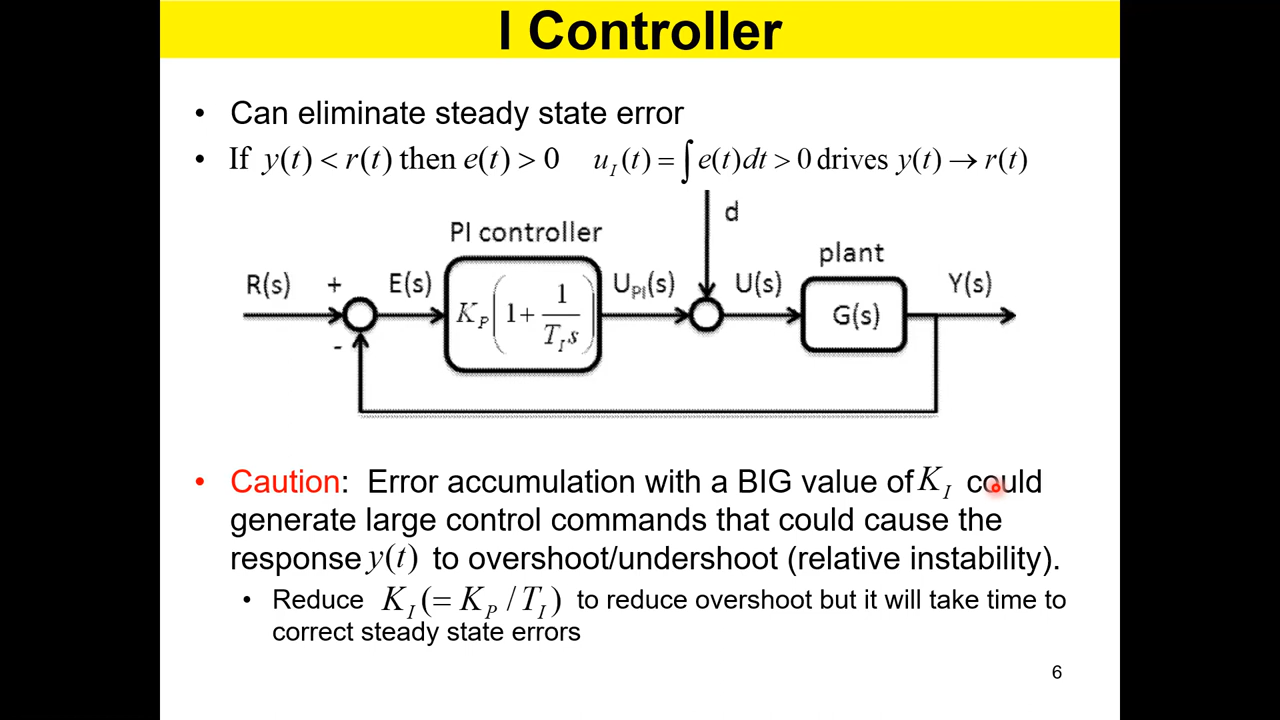 I Controller
• Can eliminate steady state error
• If y(t) < r(t) then e(t) > 0 u_I(t) = ∫ e(t)dt > 0 drives y(t) → r(t)
d
PI controller
plant
R(s) + E(s) U_PI(s) U(s) Y(s)
K_P(1 + 1/(T_I s)) G(s)
-
• Caution: Error accumulation with a BIG value of K_I could
generate large control commands that could cause the
response y(t) to overshoot/undershoot (relative instability).
• Reduce K_I(= K_P / T_I) to reduce overshoot but it will take time to
correct steady state errors
6